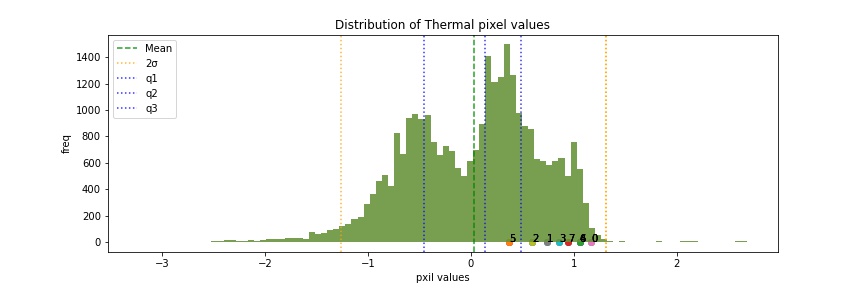 Distribution of Thermal pixel values
Mean
2σ
q1
q2
q3
freq
1400
1200
1000
800
600
400
200
0
5 2 1 3 7 6 0
−3 −2 −1 0 1 2
pxil values